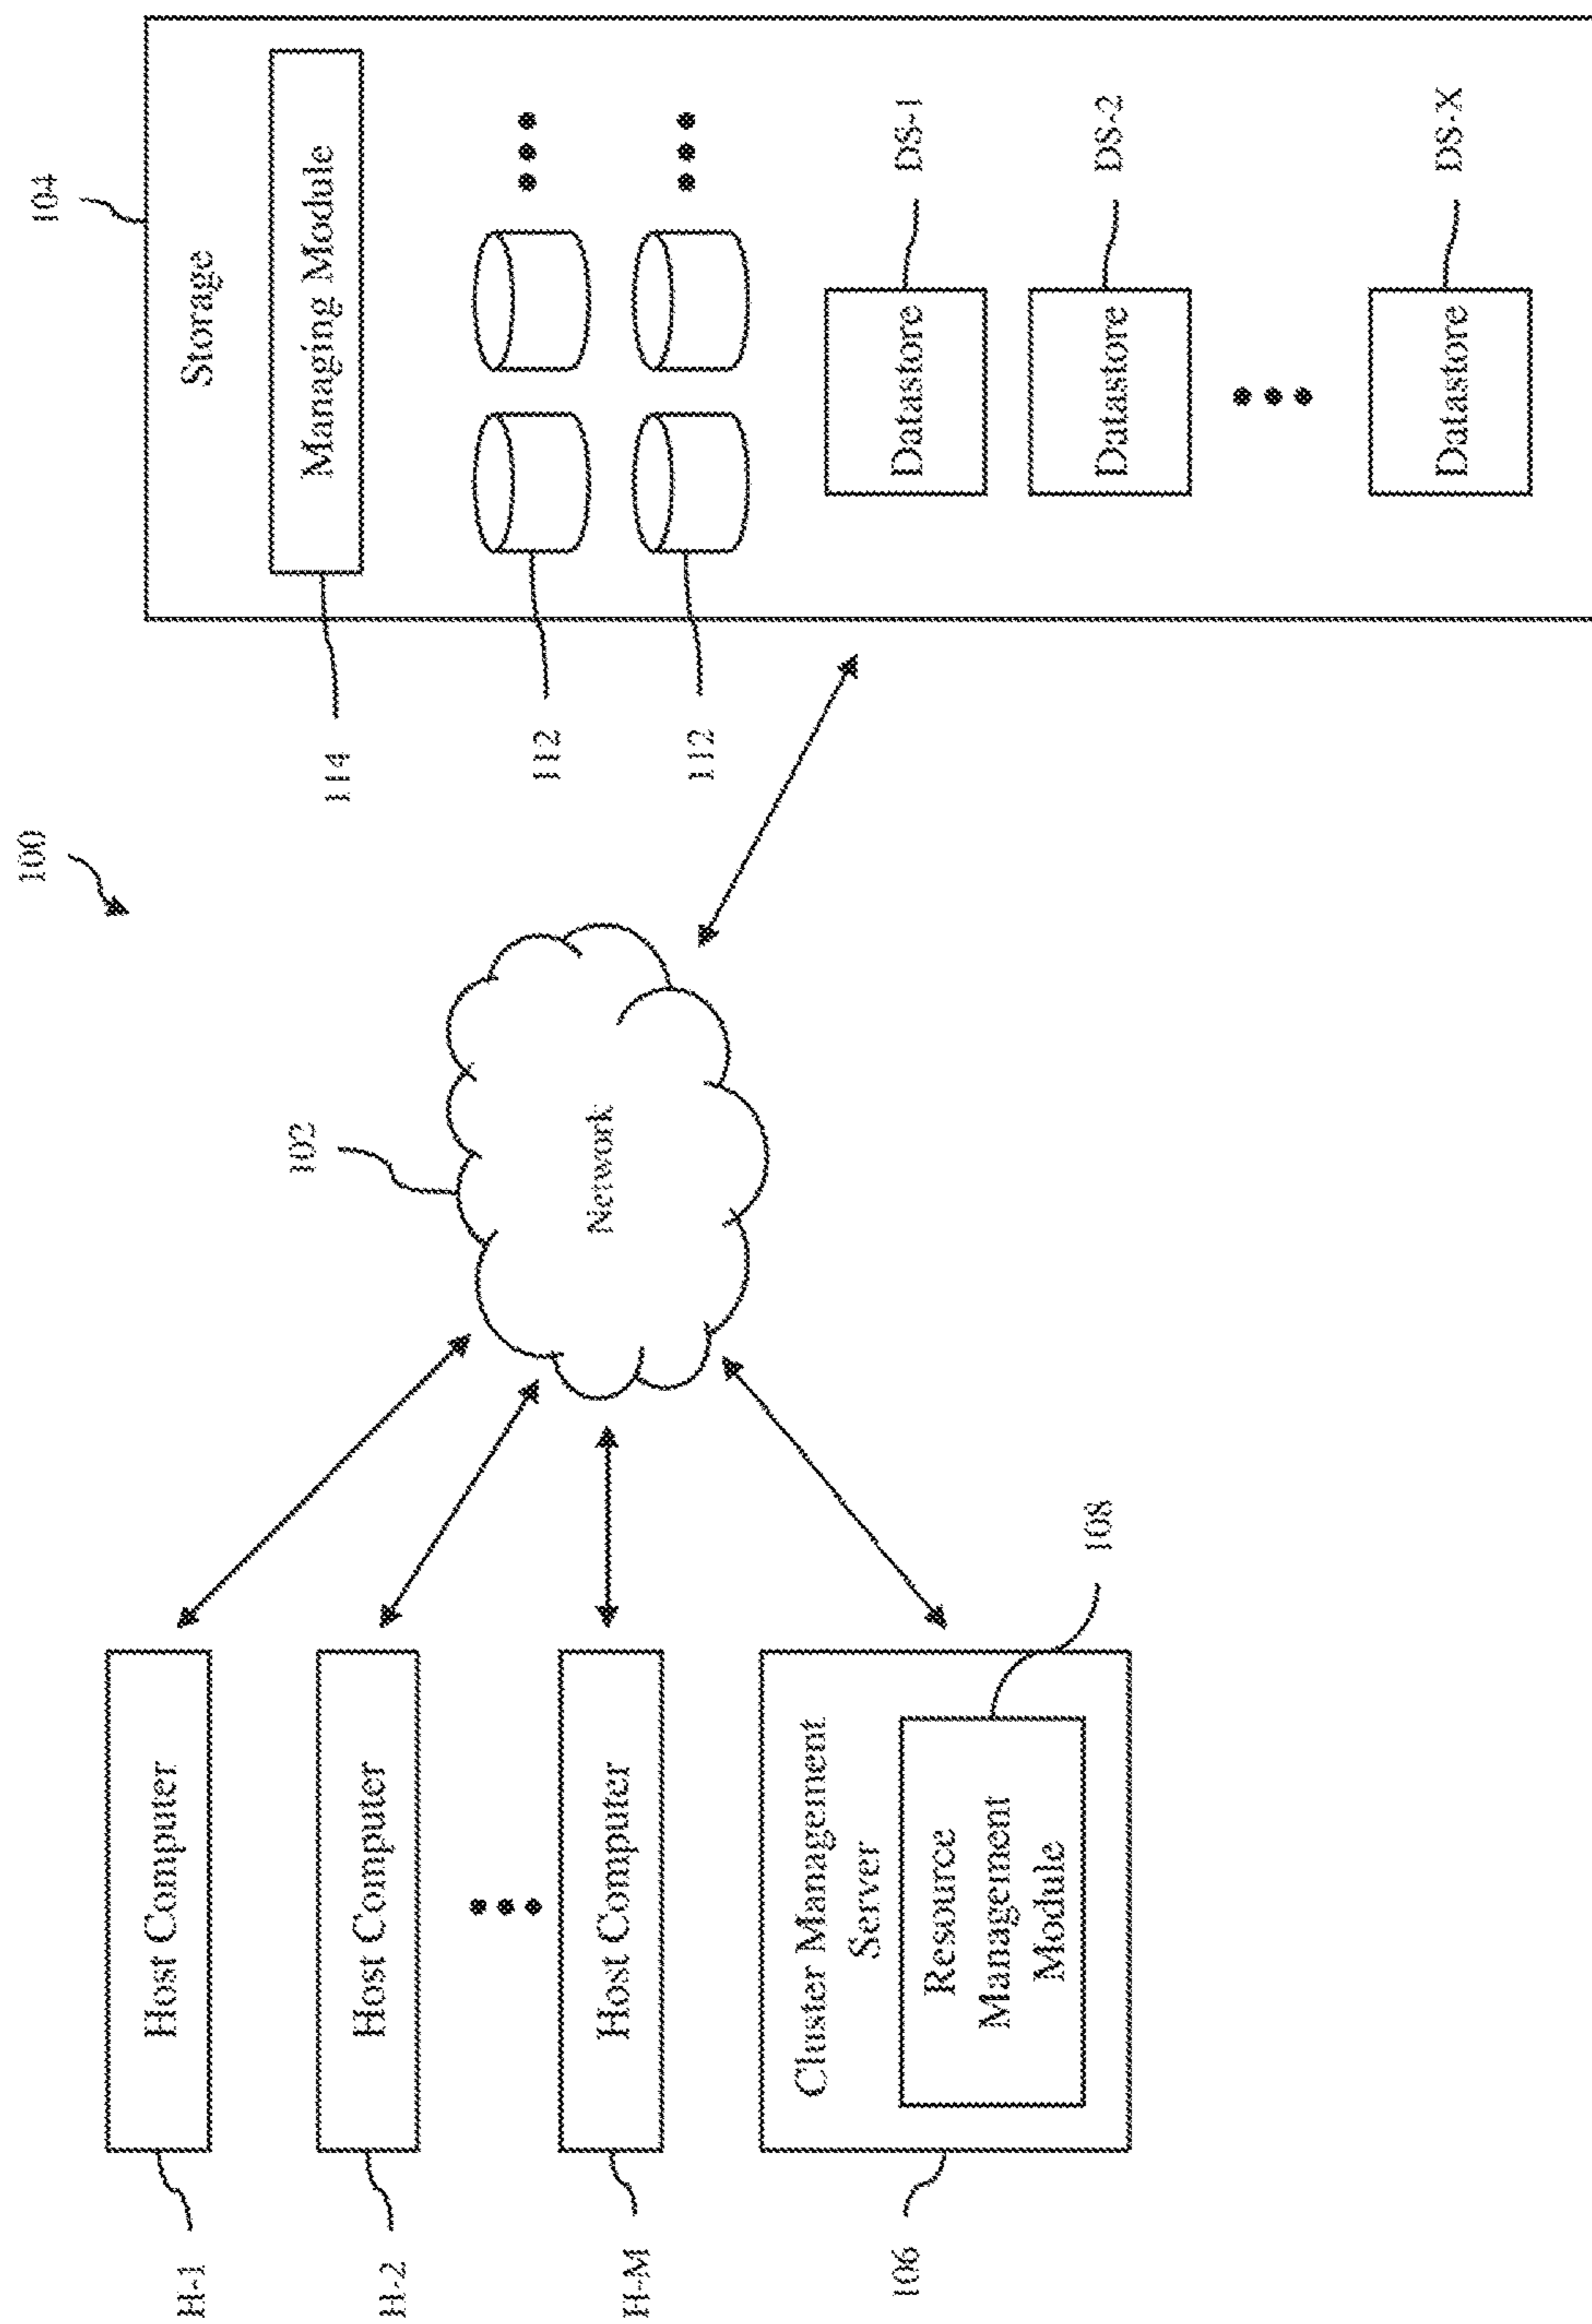 100
H-1
Host Computer
H-2
Host Computer
H-M
Host Computer
106
Cluster Management
Server
Resource
Management
Module
108
102
Network
104
Storage
114
Managing Module
112
112
Datastore
DS-1
Datastore
DS-2
Datastore
DS-X